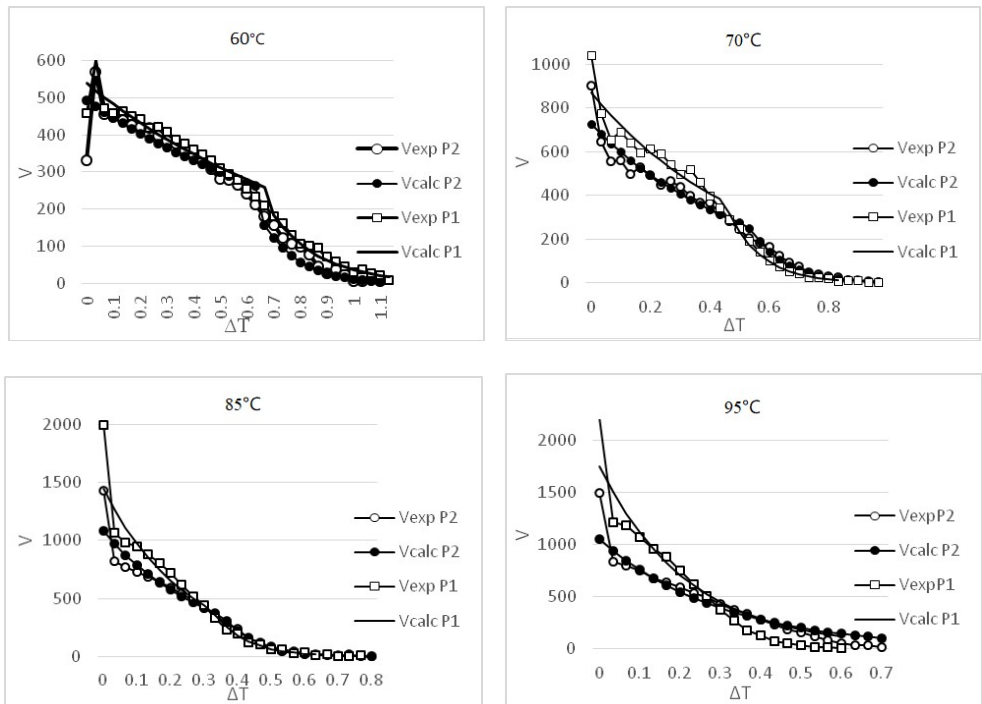 60°C
600
500
400
300
200
100
0
V
0 0.1 0.2 0.3 0.4 0.5 0.6 0.7 0.8 0.9 1 1.1
ΔT
Vexp P2
Vcalc P2
Vexp P1
Vcalc P1
70°C
1000
800
600
400
200
0
V
0 0.2 0.4 0.6 0.8
ΔT
Vexp P2
Vcalc P2
Vexp P1
Vcalc P1
85°C
2000
1500
1000
500
0
V
0 0.1 0.2 0.3 0.4 0.5 0.6 0.7 0.8
ΔT
Vexp P2
Vcalc P2
Vexp P1
Vcalc P1
95°C
2000
1500
1000
500
0
V
0 0.1 0.2 0.3 0.4 0.5 0.6 0.7
ΔT
VexpP2
Vcalc P2
VexpP1
Vcalc P1